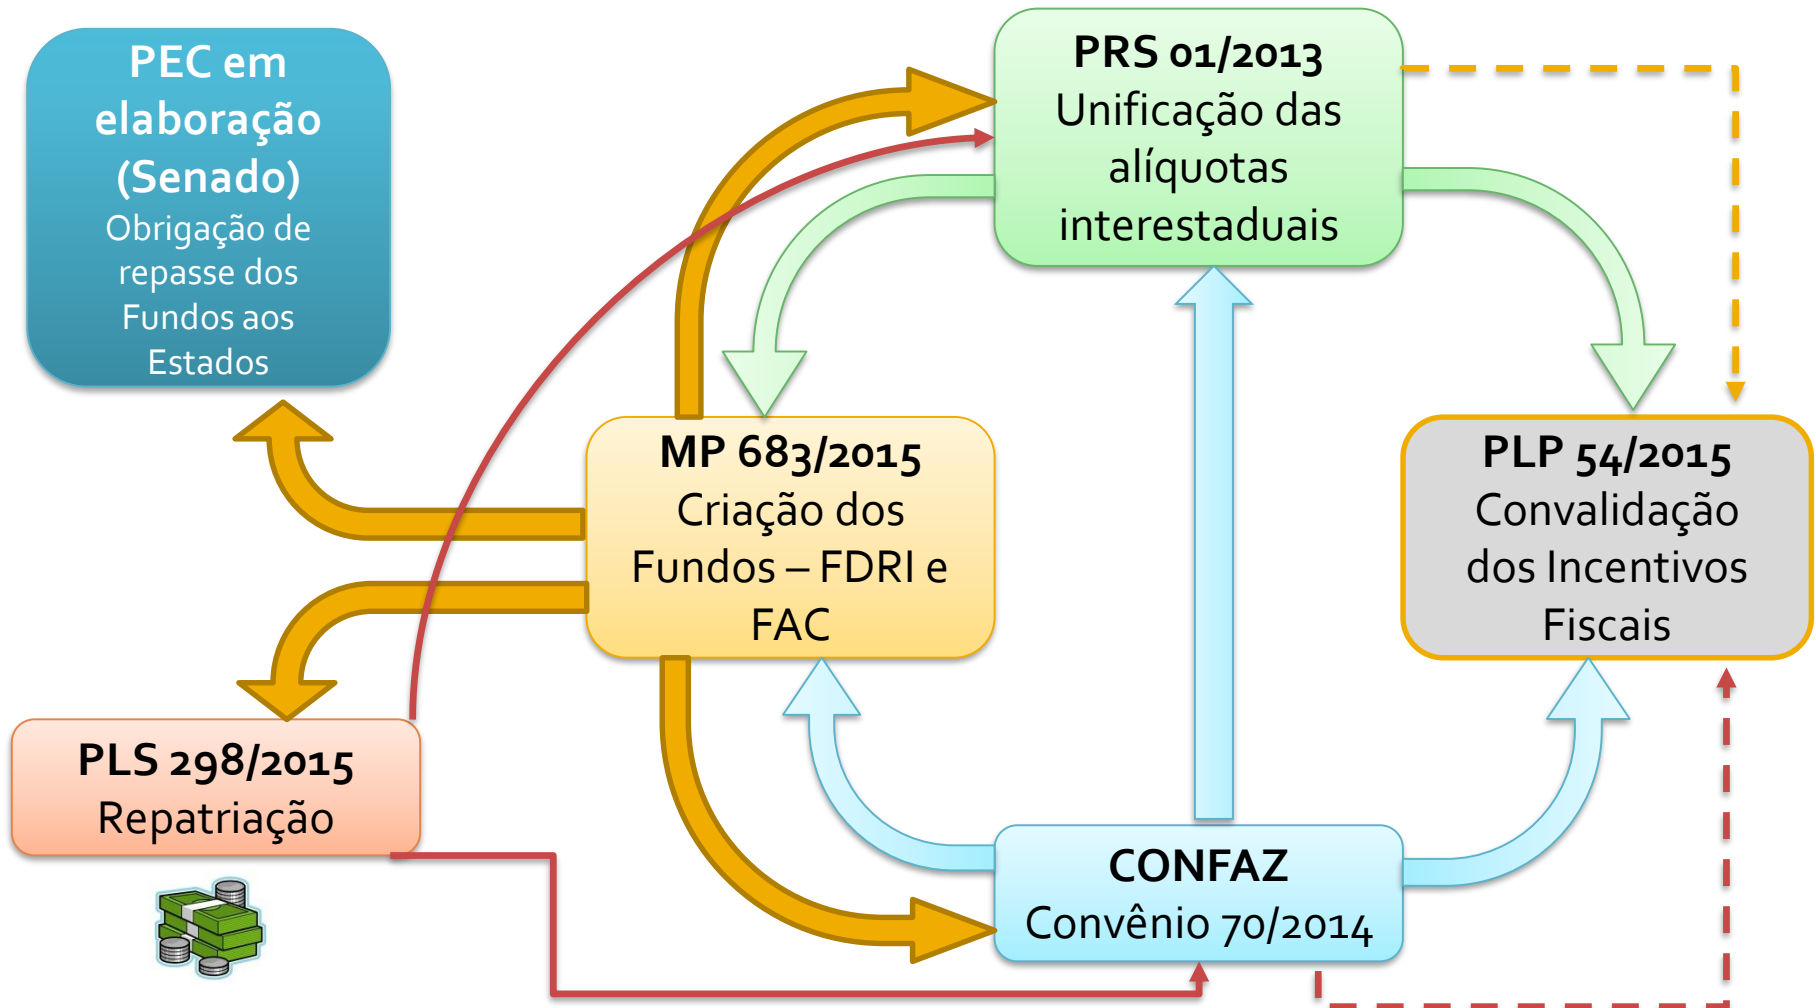 PEC em
elaboração
(Senado)
Obrigação de
repasse dos
Fundos aos
Estados
PRS 01/2013
Unificação das
alíquotas
interestaduais
MP 683/2015
Criação dos
Fundos – FDRI e
FAC
PLP 54/2015
Convalidação
dos Incentivos
Fiscais
PLS 298/2015
Repatriação
CONFAZ
Convênio 70/2014